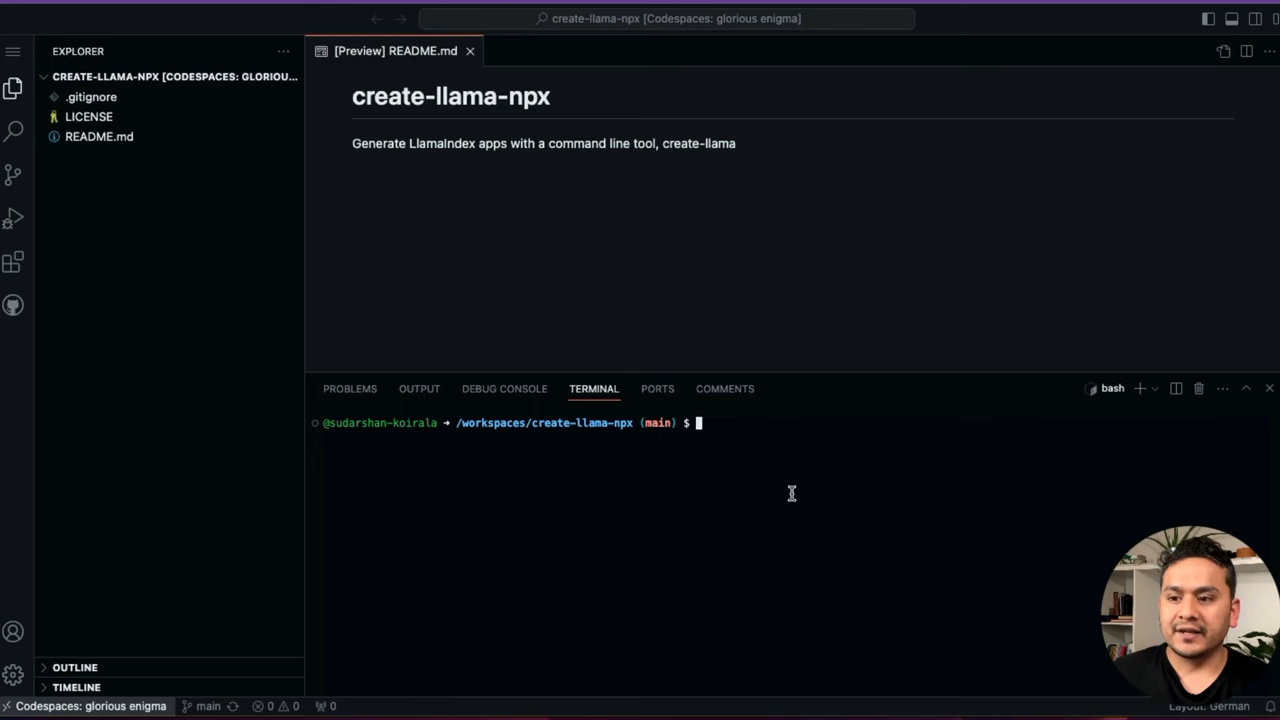 create-llama-npx [Codespaces: glorious enigma]
EXPLORER
[Preview] README.md
CREATE-LLAMA-NPX [CODESPACES: GLORIOU...
.gitignore
LICENSE
README.md
create-llama-npx
Generate LlamaIndex apps with a command line tool, create-llama
PROBLEMS OUTPUT DEBUG CONSOLE TERMINAL PORTS COMMENTS
bash
@sudarshan-koirala ➜ /workspaces/create-llama-npx (main) $
OUTLINE
TIMELINE
Codespaces: glorious enigma main 0 0 0 Layout: German